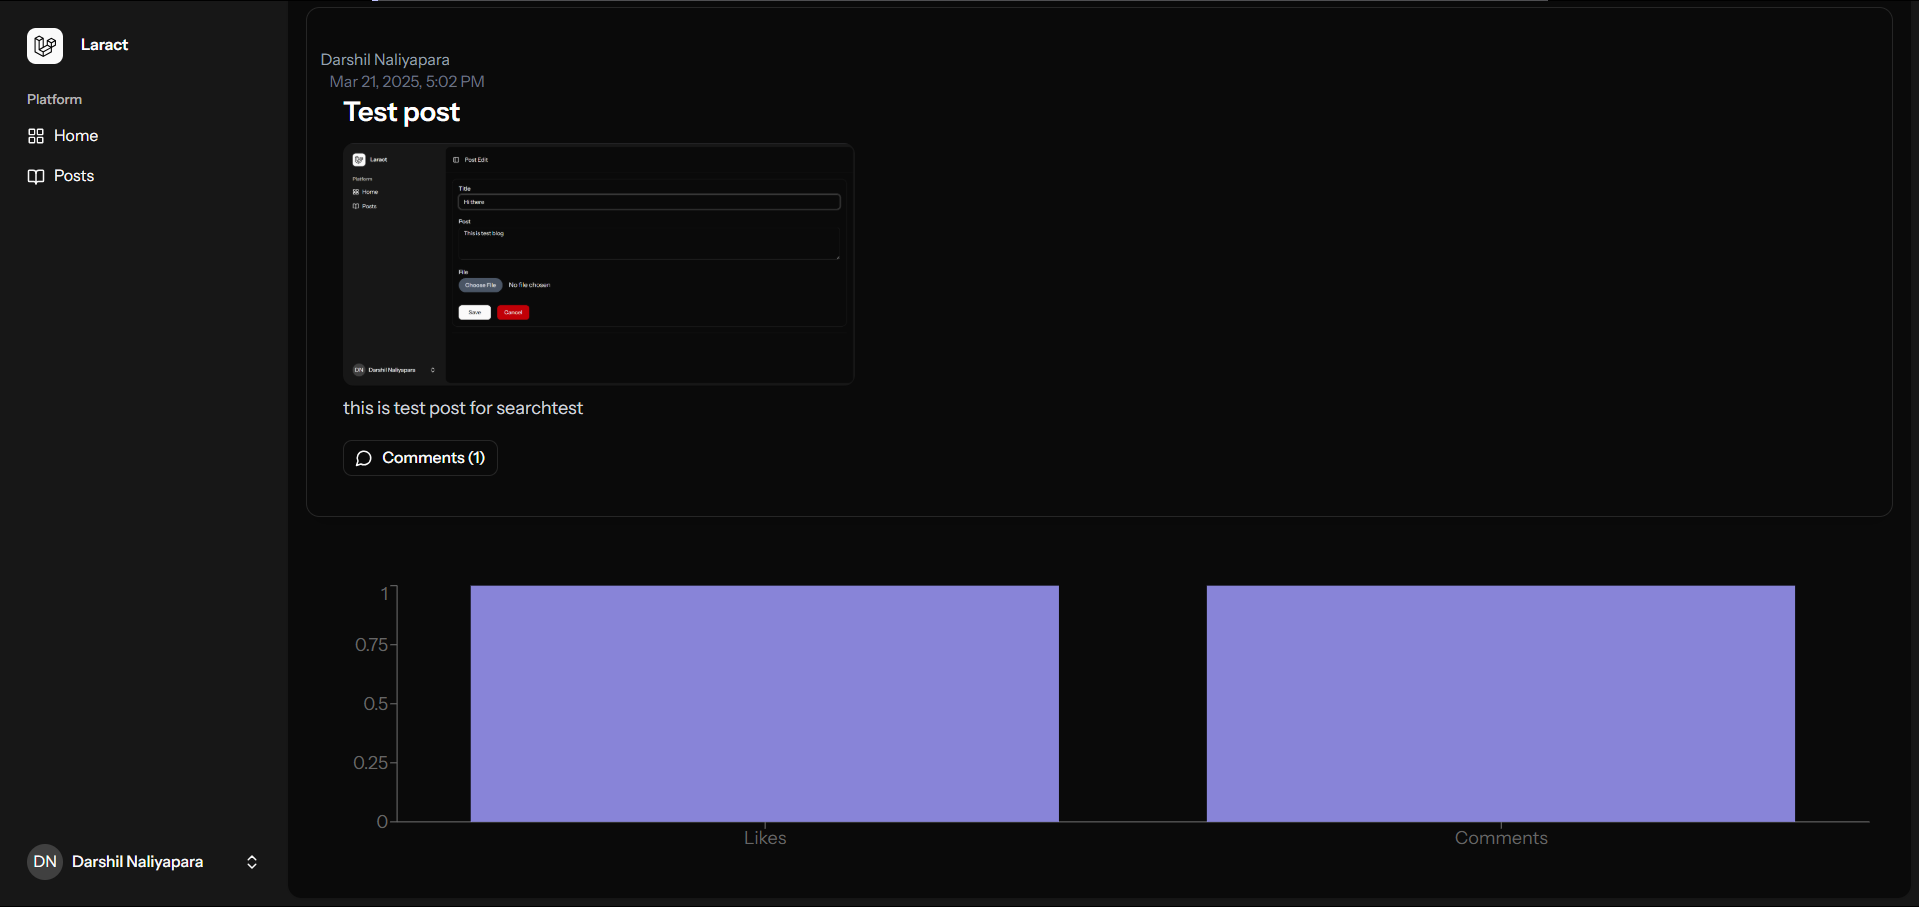 Laract
Platform
Home
Posts
DN Darshil Naliyapara
Darshil Naliyapara
Mar 21, 2025, 5:02 PM
Test post
Laract
Platform
Home
Posts
DN Darshil Naliyapara
Post Edit
Title
Hi there
Post
This is test blog
File
Choose File No file chosen
Save Cancel
this is test post for searchtest
Comments (1)
1
0.75
0.5
0.25
0
Likes Comments